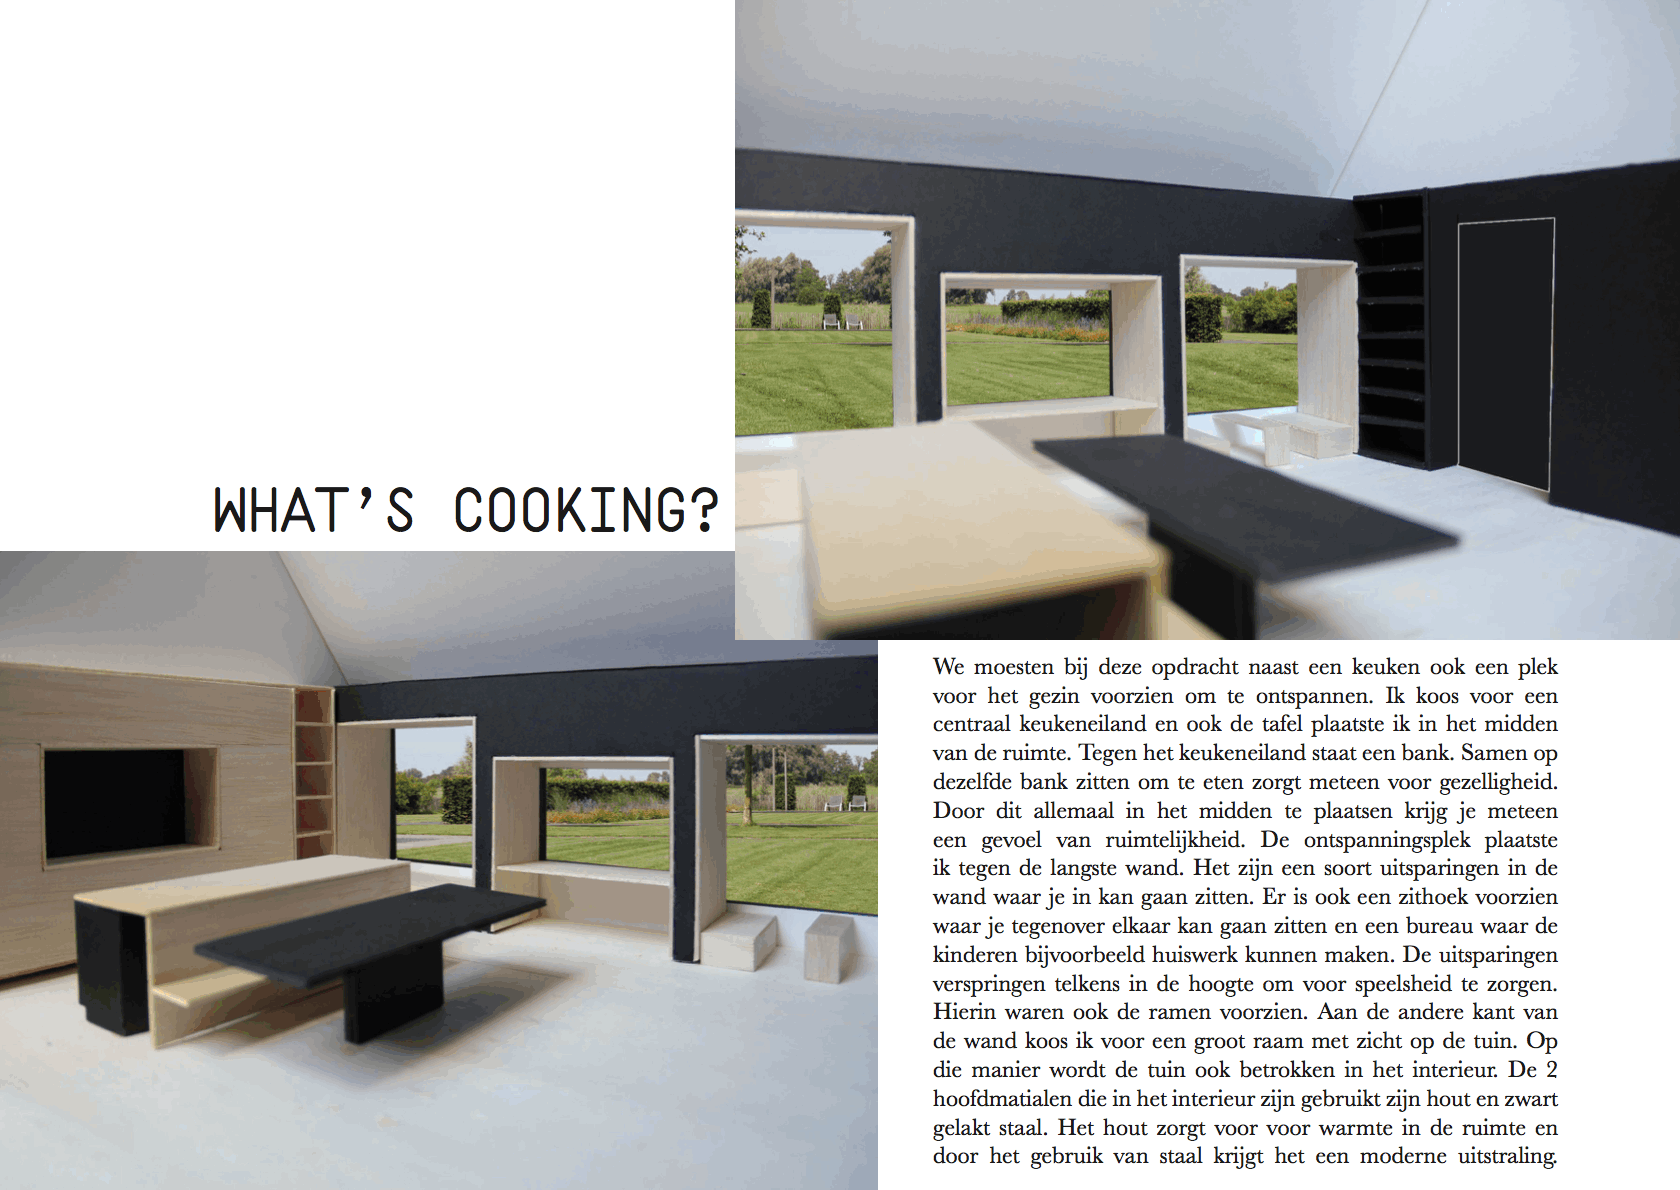 WHAT'S COOKING?
We moesten bij deze opdracht naast een keuken ook een plek
voor het gezin voorzien om te ontspannen. Ik koos voor een
centraal keukeneiland en ook de tafel plaatste ik in het midden
van de ruimte. Tegen het keukeneiland staat een bank. Samen op
dezelfde bank zitten om te eten zorgt meteen voor gezelligheid.
Door dit allemaal in het midden te plaatsen krijg je meteen
een gevoel van ruimtelijkheid. De ontspanningsplek plaatste
ik tegen de langste wand. Het zijn een soort uitsparingen in de
wand waar je in kan gaan zitten. Er is ook een zithoek voorzien
waar je tegenover elkaar kan gaan zitten en een bureau waar de
kinderen bijvoorbeeld huiswerk kunnen maken. De uitsparingen
verspringen telkens in de hoogte om voor speelsheid te zorgen.
Hierin waren ook de ramen voorzien. Aan de andere kant van
de wand koos ik voor een groot raam met zicht op de tuin. Op
die manier wordt de tuin ook betrokken in het interieur. De 2
hoofdmatialen die in het interieur zijn gebruikt zijn hout en zwart
gelakt staal. Het hout zorgt voor voor warmte in de ruimte en
door het gebruik van staal krijgt het een moderne uitstraling.